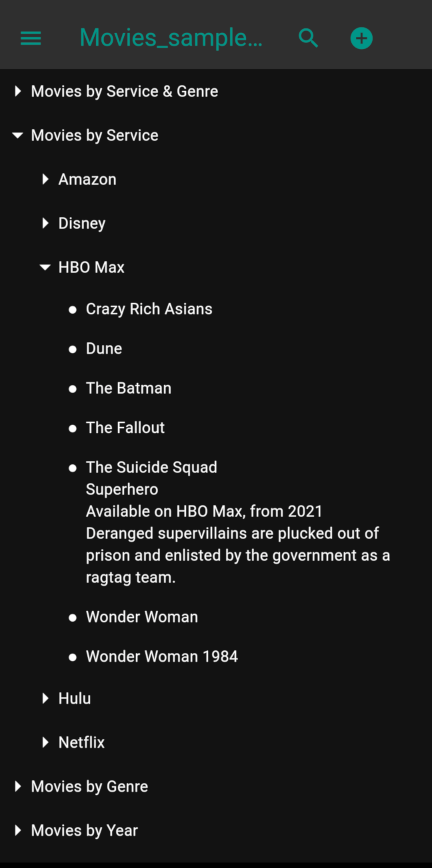 Movies_sample...
Movies by Service & Genre
Movies by Service
Amazon
Disney
HBO Max
Crazy Rich Asians
Dune
The Batman
The Fallout
The Suicide Squad
Superhero
Available on HBO Max, from 2021
Deranged supervillains are plucked out of
prison and enlisted by the government as a
ragtag team.
Wonder Woman
Wonder Woman 1984
Hulu
Netflix
Movies by Genre
Movies by Year